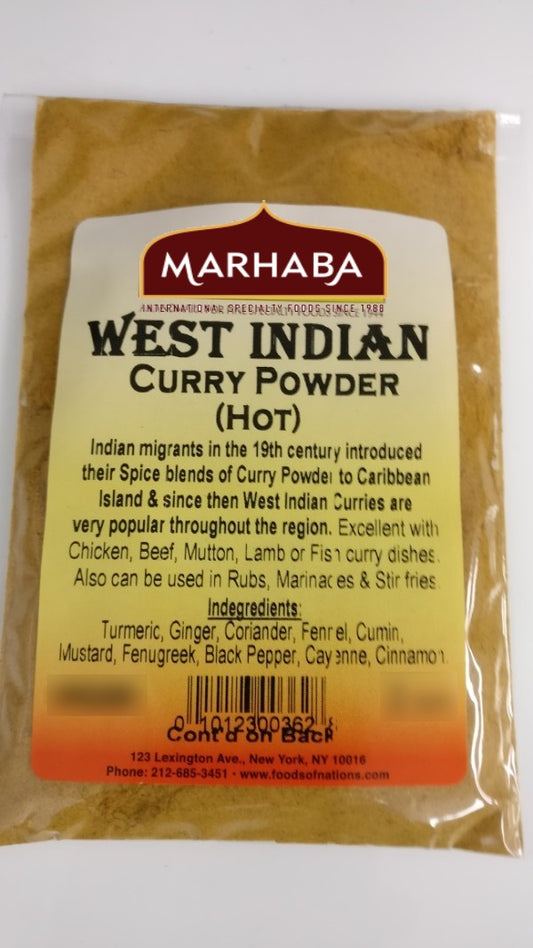 MARHABA
INTERNATIONAL SPECIALTY FOODS SINCE 1988
WEST INDIAN
CURRY POWDER
(HOT)
Indian migrants in the 19th century introduced
their Spice blends of Curry Powder to Caribbean
Island & since then West Indian Curries are
very popular throughout the region. Excellent with
Chicken, Beef, Mutton, Lamb or Fish curry dishes.
Also can be used in Rubs, Marinades & Stir fries.
Indegredients:
Turmeric, Ginger, Coriander, Fennel, Cumin,
Mustard, Fenugreek, Black Pepper, Cayenne, Cinnamon.
0 1012300362 8
Cont'd on Back
123 Lexington Ave., New York, NY 10016
Phone: 212-685-3451 · www.foodsofnations.com